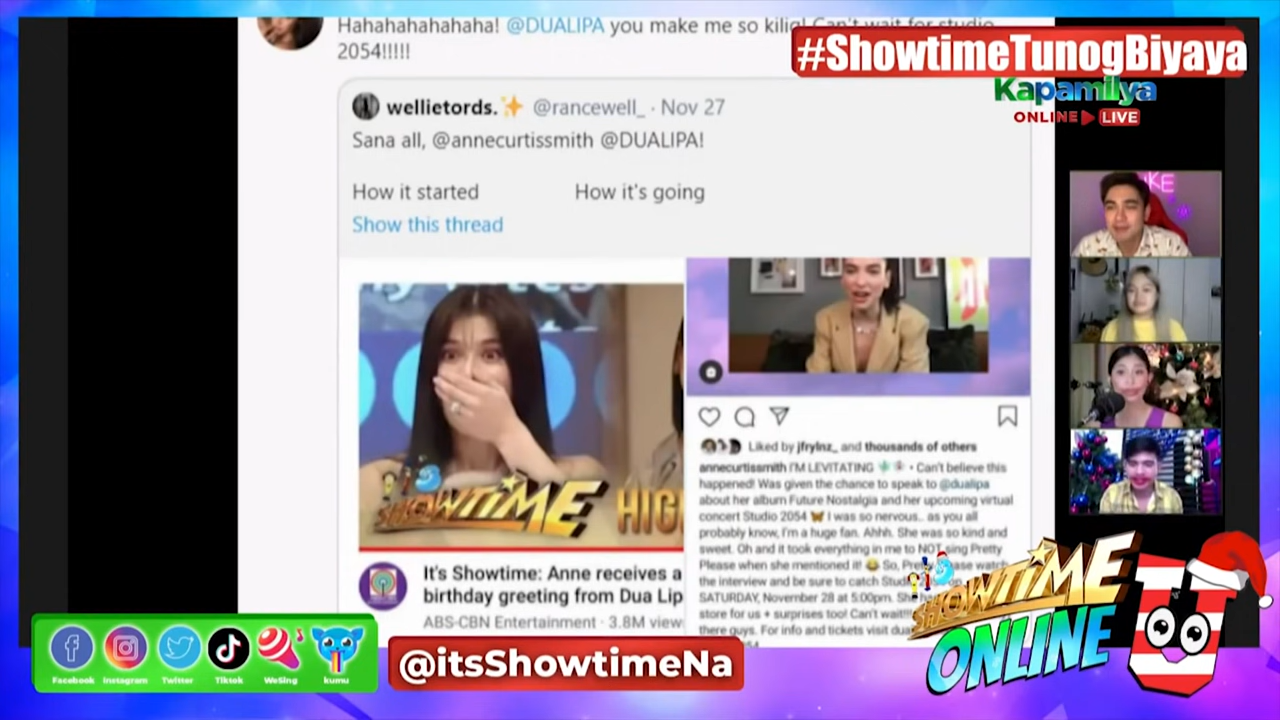 Hahahahahahaha! @DUALIPA you make me so kilig! Can't wait for studio
2054!!!!!
#ShowtimeTunogBiyaya
Kapamilya
ONLINE LIVE
wellietords.✨ @rancewell_ · Nov 27
Sana all, @annecurtissmith @DUALIPA!
How it started How it's going
Show this thread
SHOWTIME HIG
It's Showtime: Anne receives a
birthday greeting from Dua Lip
ABS-CBN Entertainment · 3.8M view
Liked by jfrylnz_ and thousands of others
annecurtissmith I'M LEVITATING • Can't believe this
happened! Was given the chance to speak to @dualipa
about her album Future Nostalgia and her upcoming virtual
concert Studio 2054 🦋 I was so nervous.. as you all
probably know, I'm a huge fan. Ahhh. She was so kind and
sweet. Oh and it took everything in me to NOT sing Pretty
Please when she mentioned it! 😂 So, watch
the interview and be sure to catch
SATURDAY, November 28 at 5:00pm. She
store for us + surprises too! Can't wait!!
there guys. For info and tickets visit
SHOWTIME
ONLINE
U
Facebook Instagram Twitter Tiktok WeSing kumu
@itsShowtimeNa